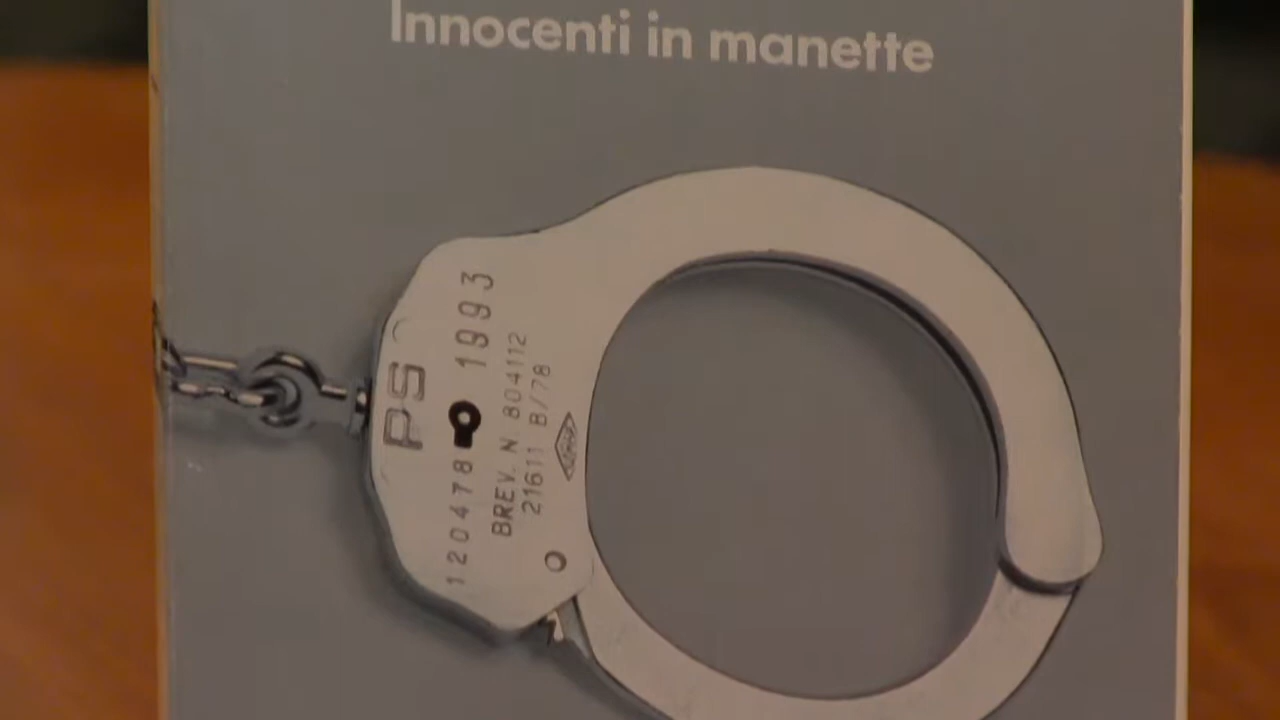 Innocenti in manette
PS
120478 1993
BREV. N 804112
21611 B/78